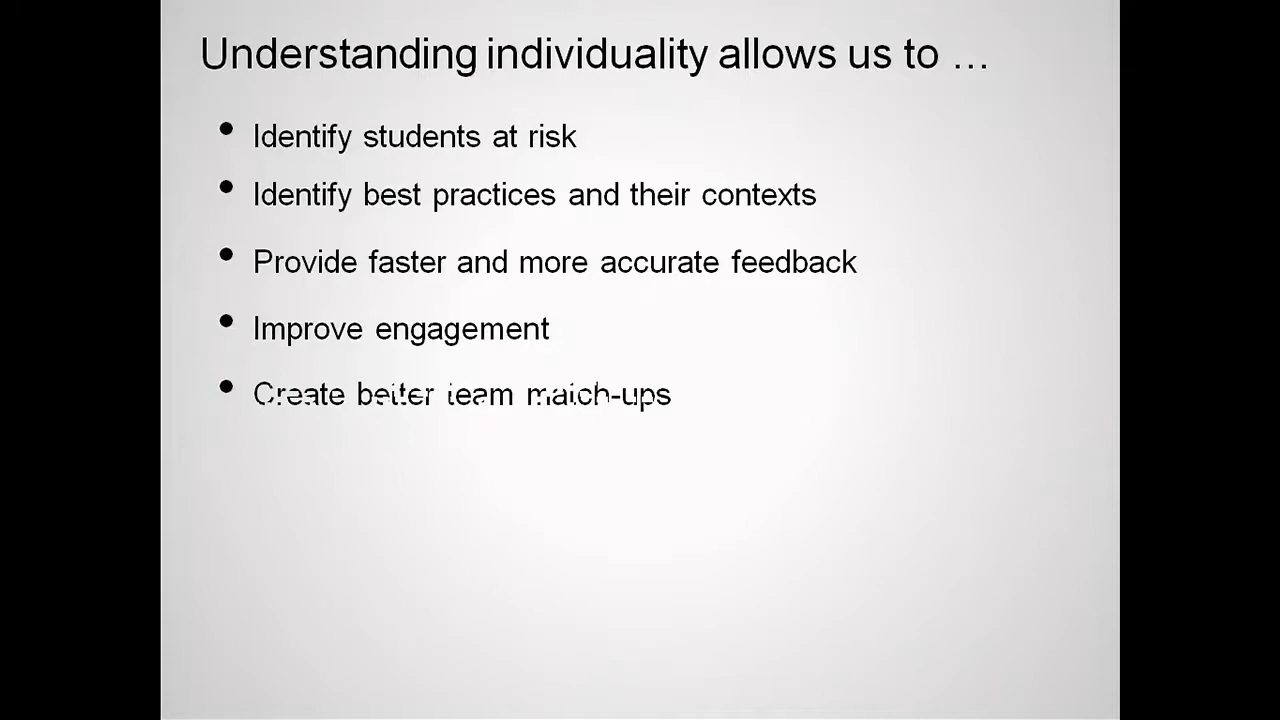 Understanding individuality allows us to ...
• Identify students at risk
• Identify best practices and their contexts
• Provide faster and more accurate feedback
• Improve engagement
• Create better team match-ups